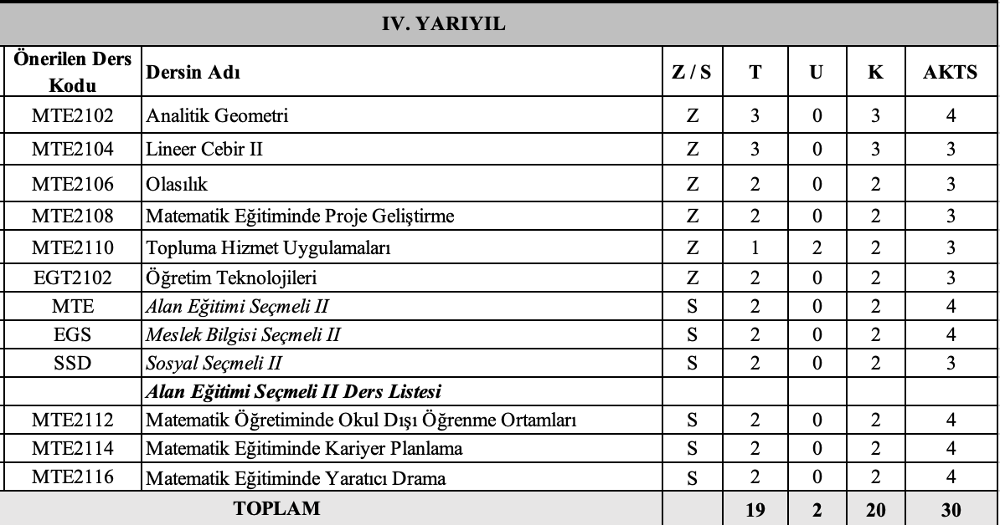 IV. YARIYIL
Önerilen Ders Kodu Dersin Adı Z / S T U K AKTS
MTE2102 Analitik Geometri Z 3 0 3 4
MTE2104 Lineer Cebir II Z 3 0 3 3
MTE2106 Olasılık Z 2 0 2 3
MTE2108 Matematik Eğitiminde Proje Geliştirme Z 2 0 2 3
MTE2110 Topluma Hizmet Uygulamaları Z 1 2 2 3
EGT2102 Öğretim Teknolojileri Z 2 0 2 3
MTE Alan Eğitimi Seçmeli II S 2 0 2 4
EGS Meslek Bilgisi Seçmeli II S 2 0 2 4
SSD Sosyal Seçmeli II S 2 0 2 3
Alan Eğitimi Seçmeli II Ders Listesi
MTE2112 Matematik Öğretiminde Okul Dışı Öğrenme Ortamları S 2 0 2 4
MTE2114 Matematik Eğitiminde Kariyer Planlama S 2 0 2 4
MTE2116 Matematik Eğitiminde Yaratıcı Drama S 2 0 2 4
TOPLAM 19 2 20 30